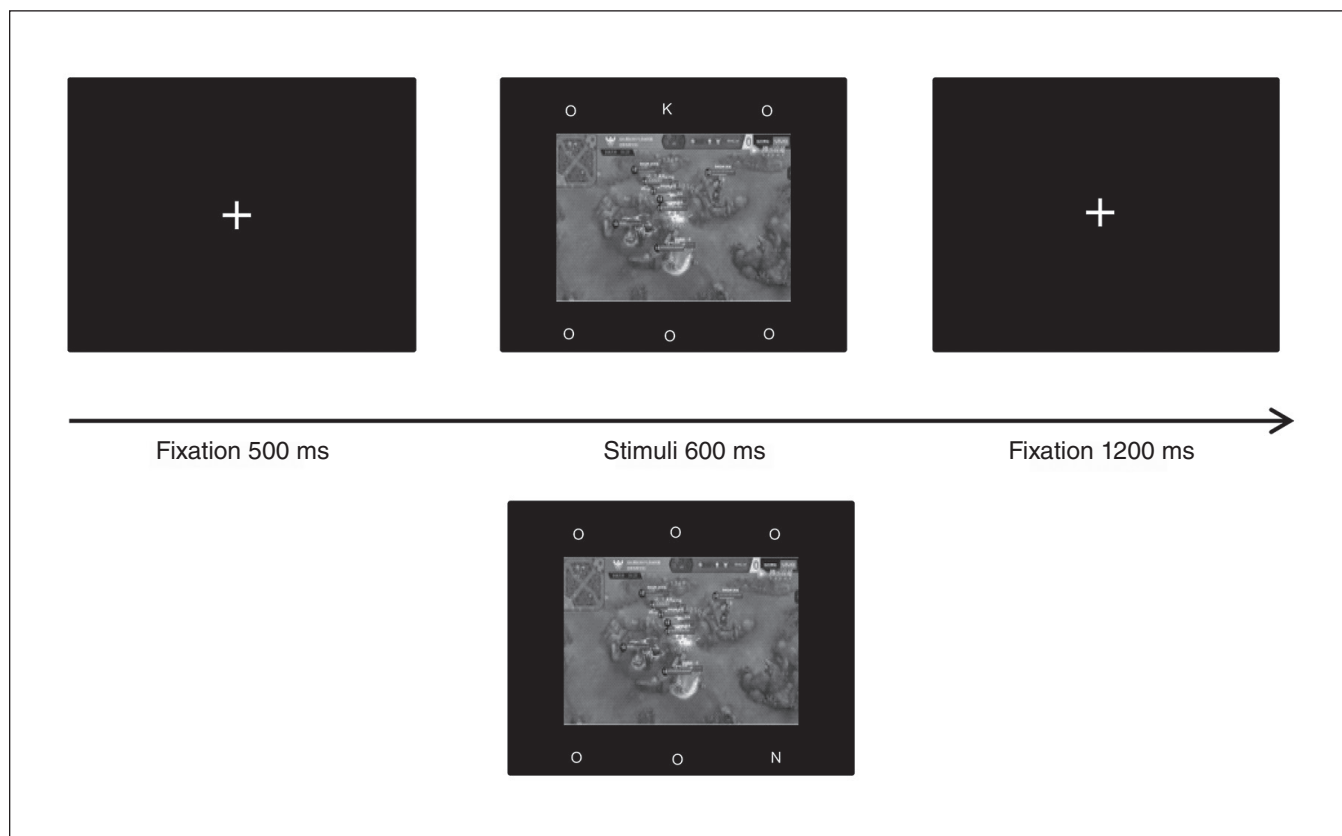 O K O
O O O
Fixation 500 ms Stimuli 600 ms Fixation 1200 ms
O O O
O O N